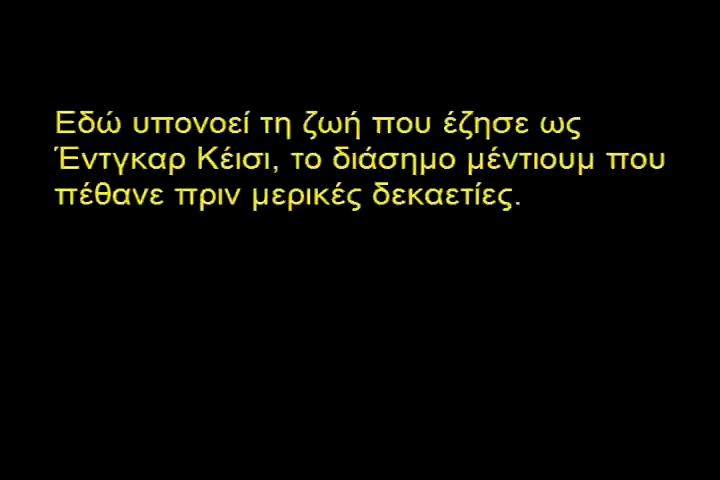 Εδώ υπονοεί τη ζωή που έζησε ως
Έντγκαρ Κέισι, το διάσημο μέντιουμ που
πέθανε πριν μερικές δεκαετίες.